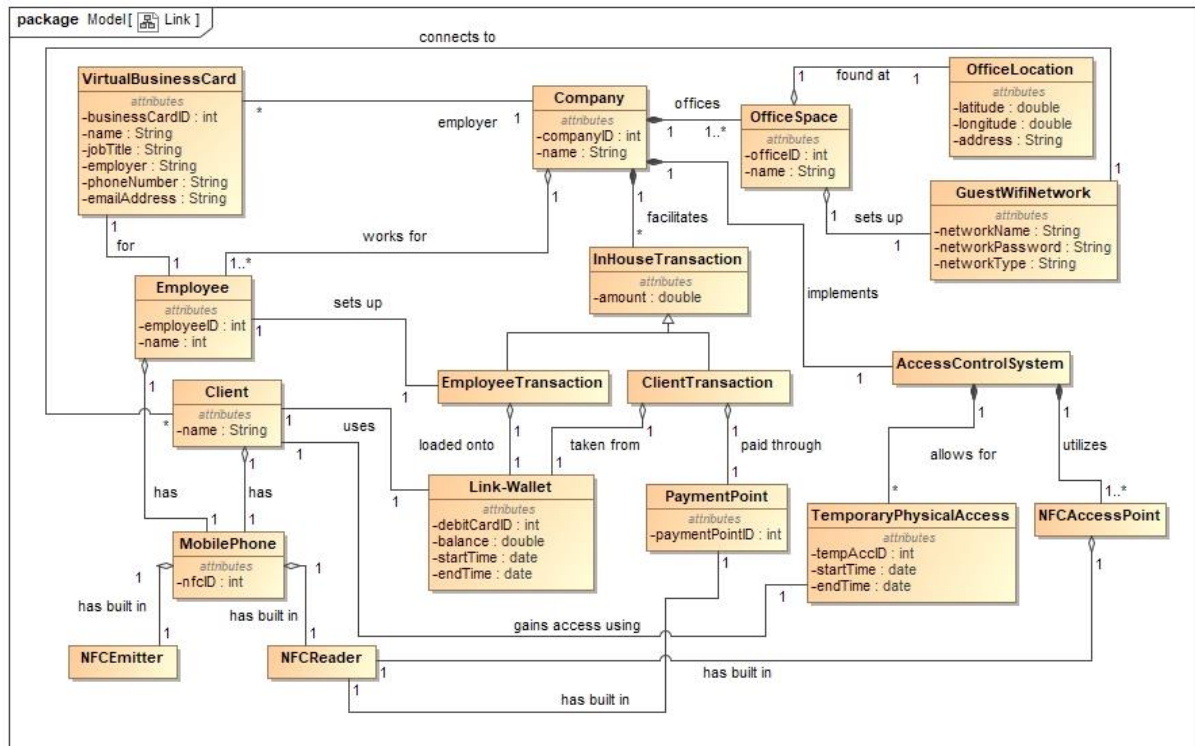 package Model[ Link ]
connects to
VirtualBusinessCard
attributes
-businessCardID : int
-name : String
-jobTitle : String
-employer : String
-phoneNumber : String
-emailAddress : String
*
employer
1
Company
attributes
-companyID : int
-name : String
offices
1
1..*
OfficeSpace
attributes
-officeID : int
-name : String
1
found at
1
OfficeLocation
attributes
-latitude : double
-longitude : double
-address : String
1
GuestWifiNetwork
attributes
-networkName : String
-networkPassword : String
-networkType : String
1
sets up
1
1
for
1
works for
1
1..*
1
facilitates
*
1
implements
1
InHouseTransaction
attributes
-amount : double
Employee
attributes
-employeeID : int
-name : int
1
sets up
1
EmployeeTransaction
ClientTransaction
AccessControlSystem
1
has
1
Client
attributes
-name : String
*
1
uses
1
1
1
has
1
1
loaded onto
1
1
taken from
1
1
paid through
1
1
allows for
*
1
utilizes
1..*
Link-Wallet
attributes
-debitCardID : int
-balance : double
-startTime : date
-endTime : date
PaymentPoint
attributes
-paymentPointID : int
TemporaryPhysicalAccess
attributes
-tempAccID : int
-startTime : date
-endTime : date
NFCAccessPoint
MobilePhone
attributes
-nfcID : int
1
has built in
1
1
has built in
1
gains access using
1
NFCEmitter
NFCReader
1
has built in
1
1
has built in
1